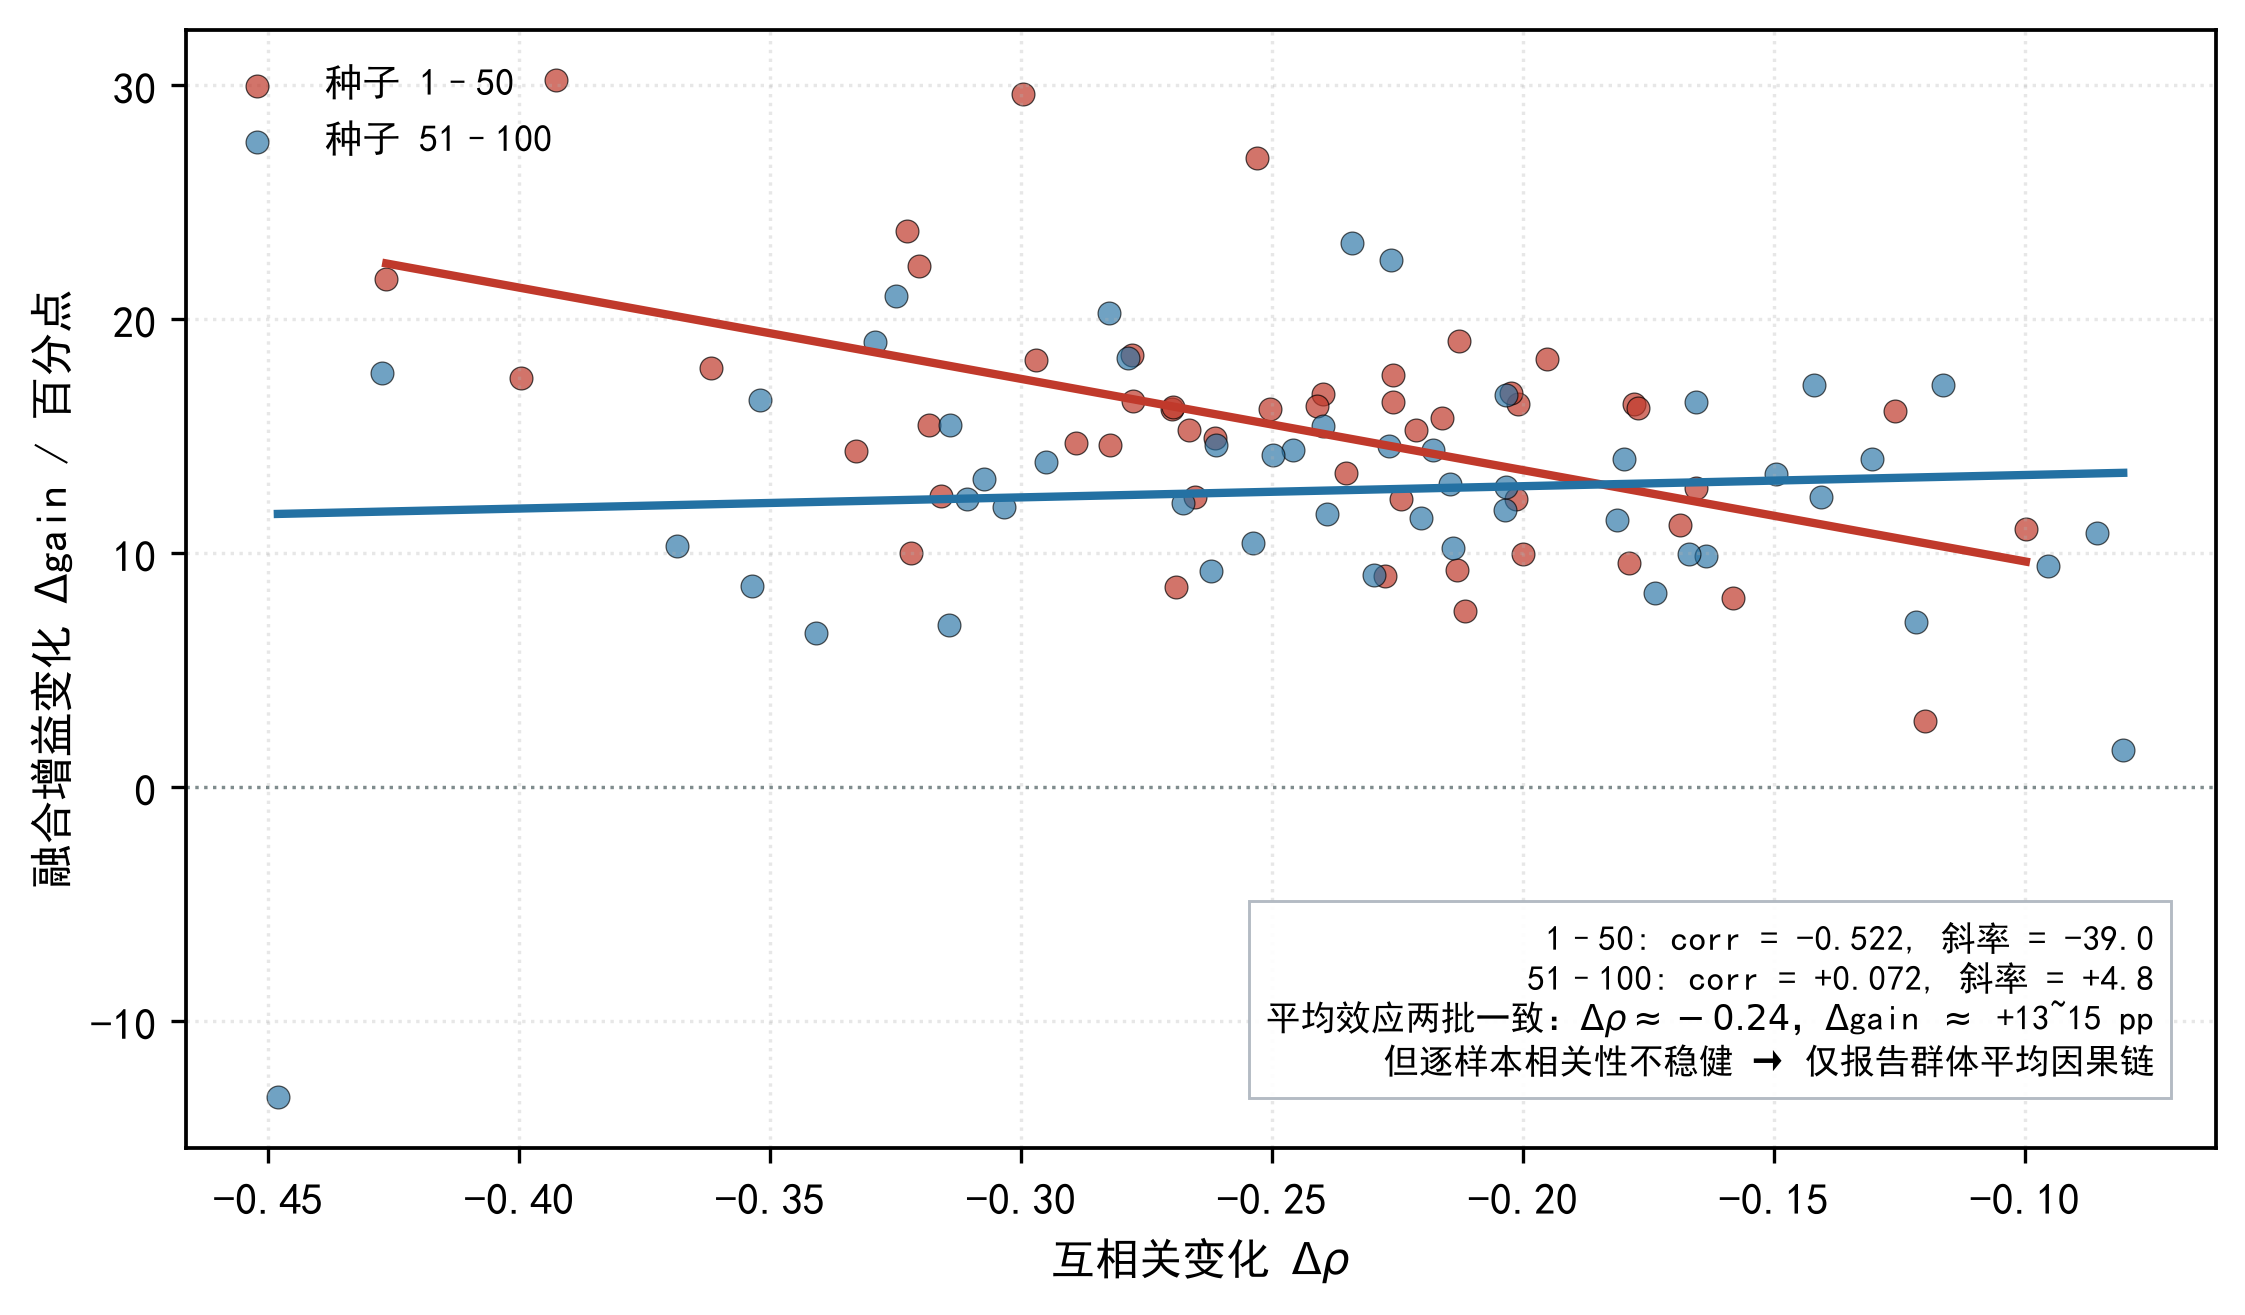 种子 1-50
种子 51-100
30
20
10
0
−10
融合增益变化 Δgain / 百分点
1-50: corr = −0.522, 斜率 = −39.0
51-100: corr = +0.072, 斜率 = +4.8
平均效应两批一致: Δρ ≈ −0.24, Δgain ≈ +13~15 pp
但逐样本相关性不稳健 → 仅报告群体平均因果链
−0.45 −0.40 −0.35 −0.30 −0.25 −0.20 −0.15 −0.10
互相关变化 Δρ